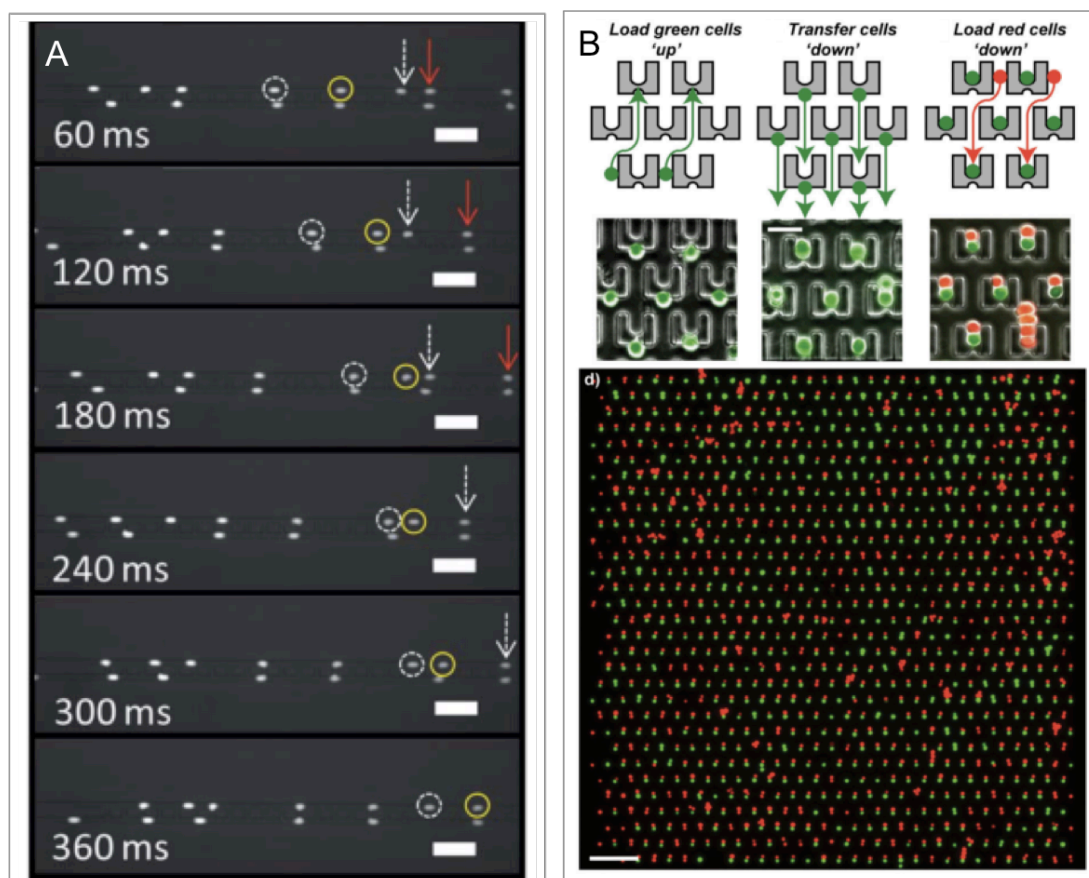 A
60 ms
120 ms
180 ms
240 ms
300 ms
360 ms
B
Load green cells
'up'
Transfer cells
'down'
Load red cells
'down'
d)